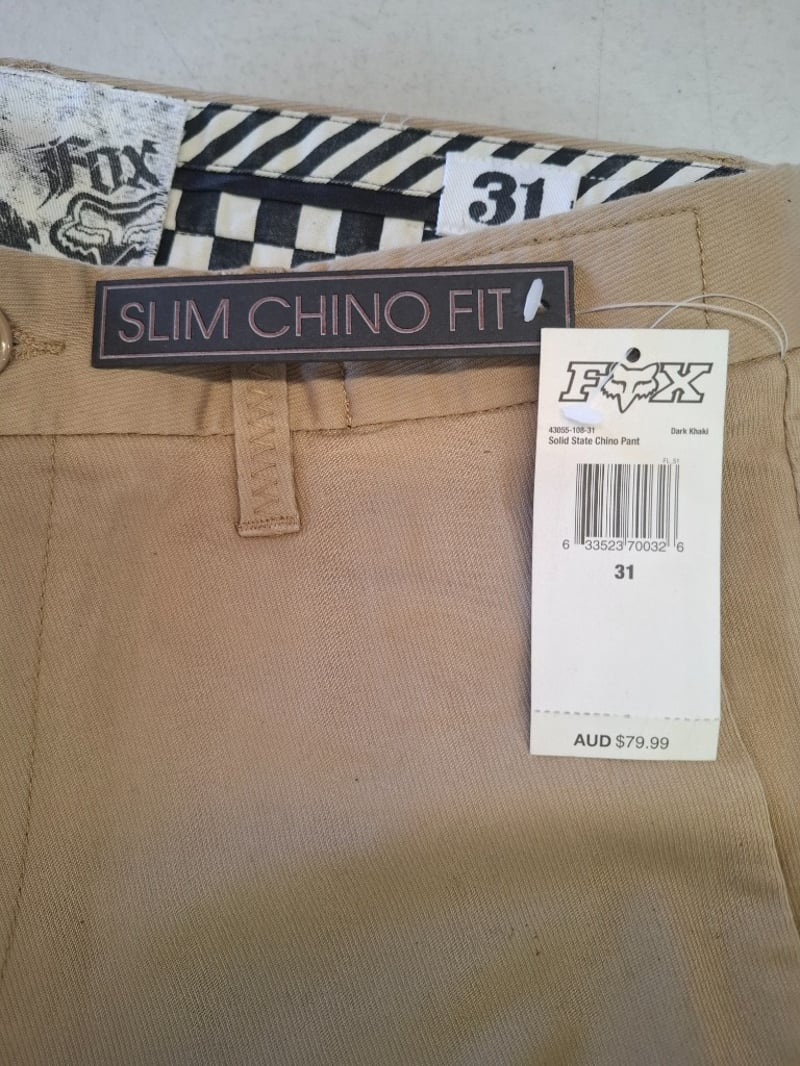 Fox
31
SLIM CHINO FIT
FOX
43055-108-31 Dark Khaki
Solid State Chino Pant
FL_S1
6 33523 70032 6
31
AUD $79.99